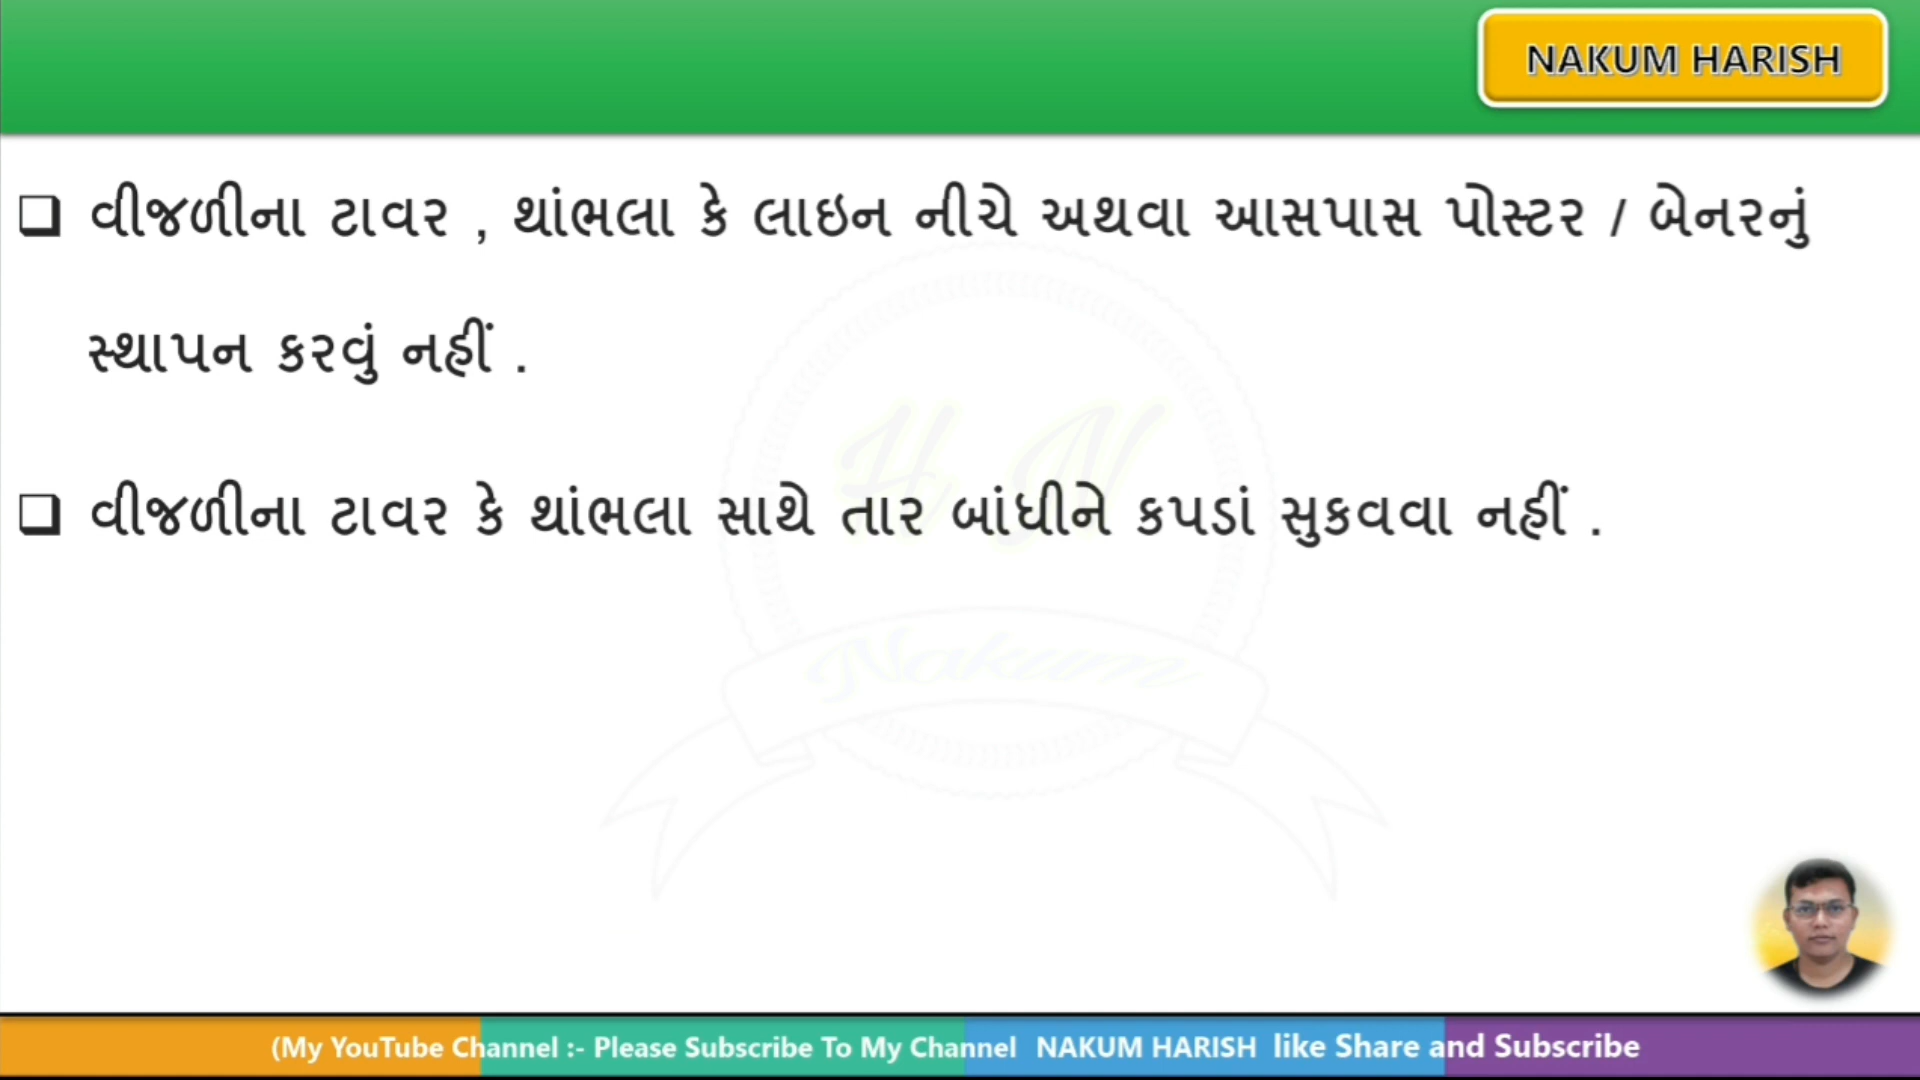 NAKUM HARISH
❑ વીજળીના ટાવર , થાંભલા કે લાઇન નીચે અથવા આસપાસ પોસ્ટર / બેનરનું
સ્થાપન કરવું નહીં .
❑ વીજળીના ટાવર કે થાંભલા સાથે તાર બાંધીને કપડાં સુકવવા નહીં .
H N
Nakum
(My YouTube Channel :- Please Subscribe To My Channel NAKUM HARISH like Share and Subscribe